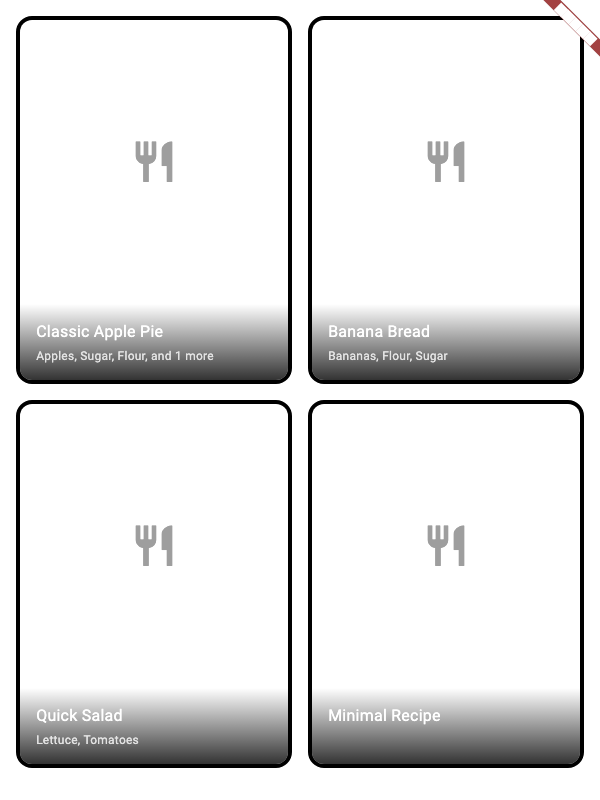 Classic Apple Pie
Apples, Sugar, Flour, and 1 more
Banana Bread
Bananas, Flour, Sugar
Quick Salad
Lettuce, Tomatoes
Minimal Recipe